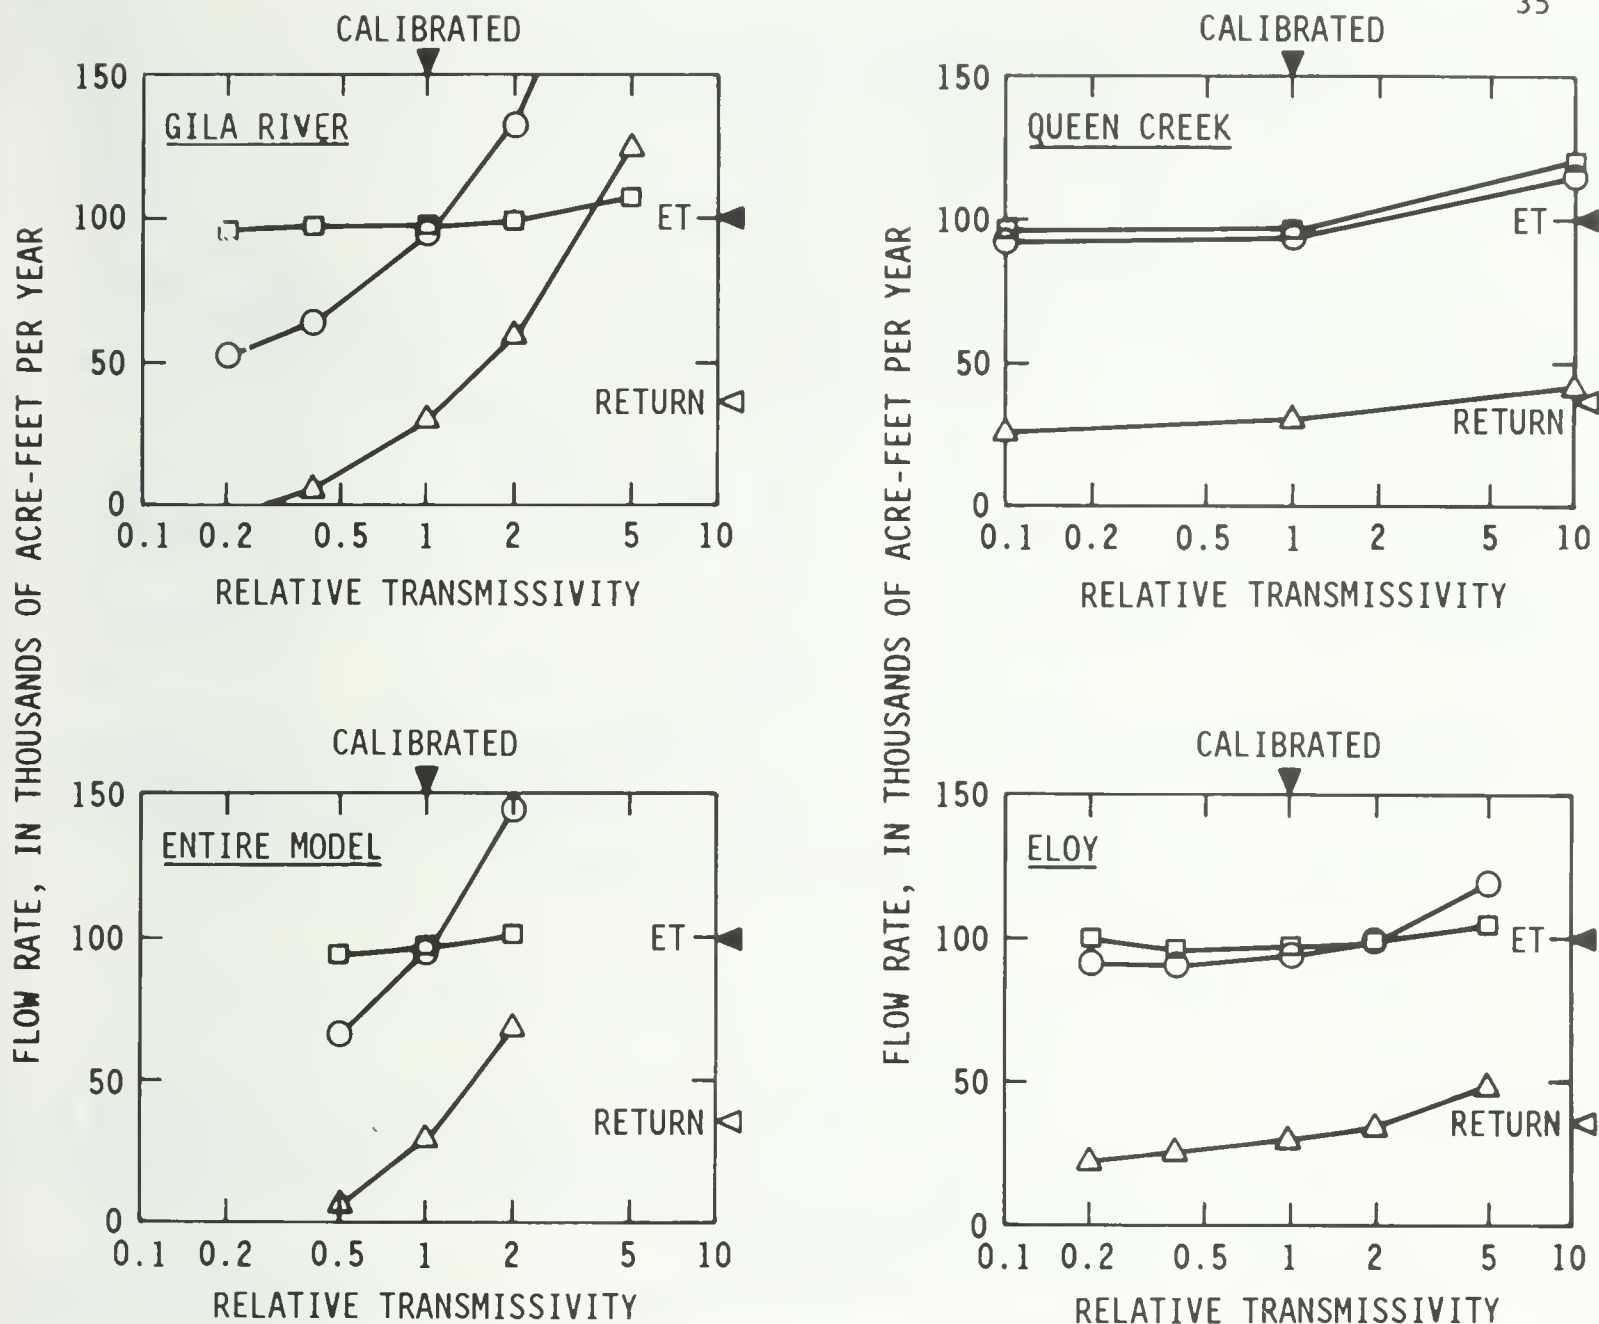 35
CALIBRATED
150
GILA RIVER
100
ET
50
RETURN
0
0.1 0.2 0.5 1 2 5 10
RELATIVE TRANSMISSIVITY
CALIBRATED
150
QUEEN CREEK
100
ET
50
RETURN
0
0.1 0.2 0.5 1 2 5 10
RELATIVE TRANSMISSIVITY
FLOW RATE, IN THOUSANDS OF ACRE-FEET PER YEAR
FLOW RATE, IN THOUSANDS OF ACRE-FEET PER YEAR
CALIBRATED
150
ENTIRE MODEL
100
ET
50
RETURN
0
0.1 0.2 0.5 1 2 5 10
RELATIVE TRANSMISSIVITY
CALIBRATED
150
ELOY
100
ET
50
RETURN
0
0.1 0.2 0.5 1 2 5 10
RELATIVE TRANSMISSIVITY